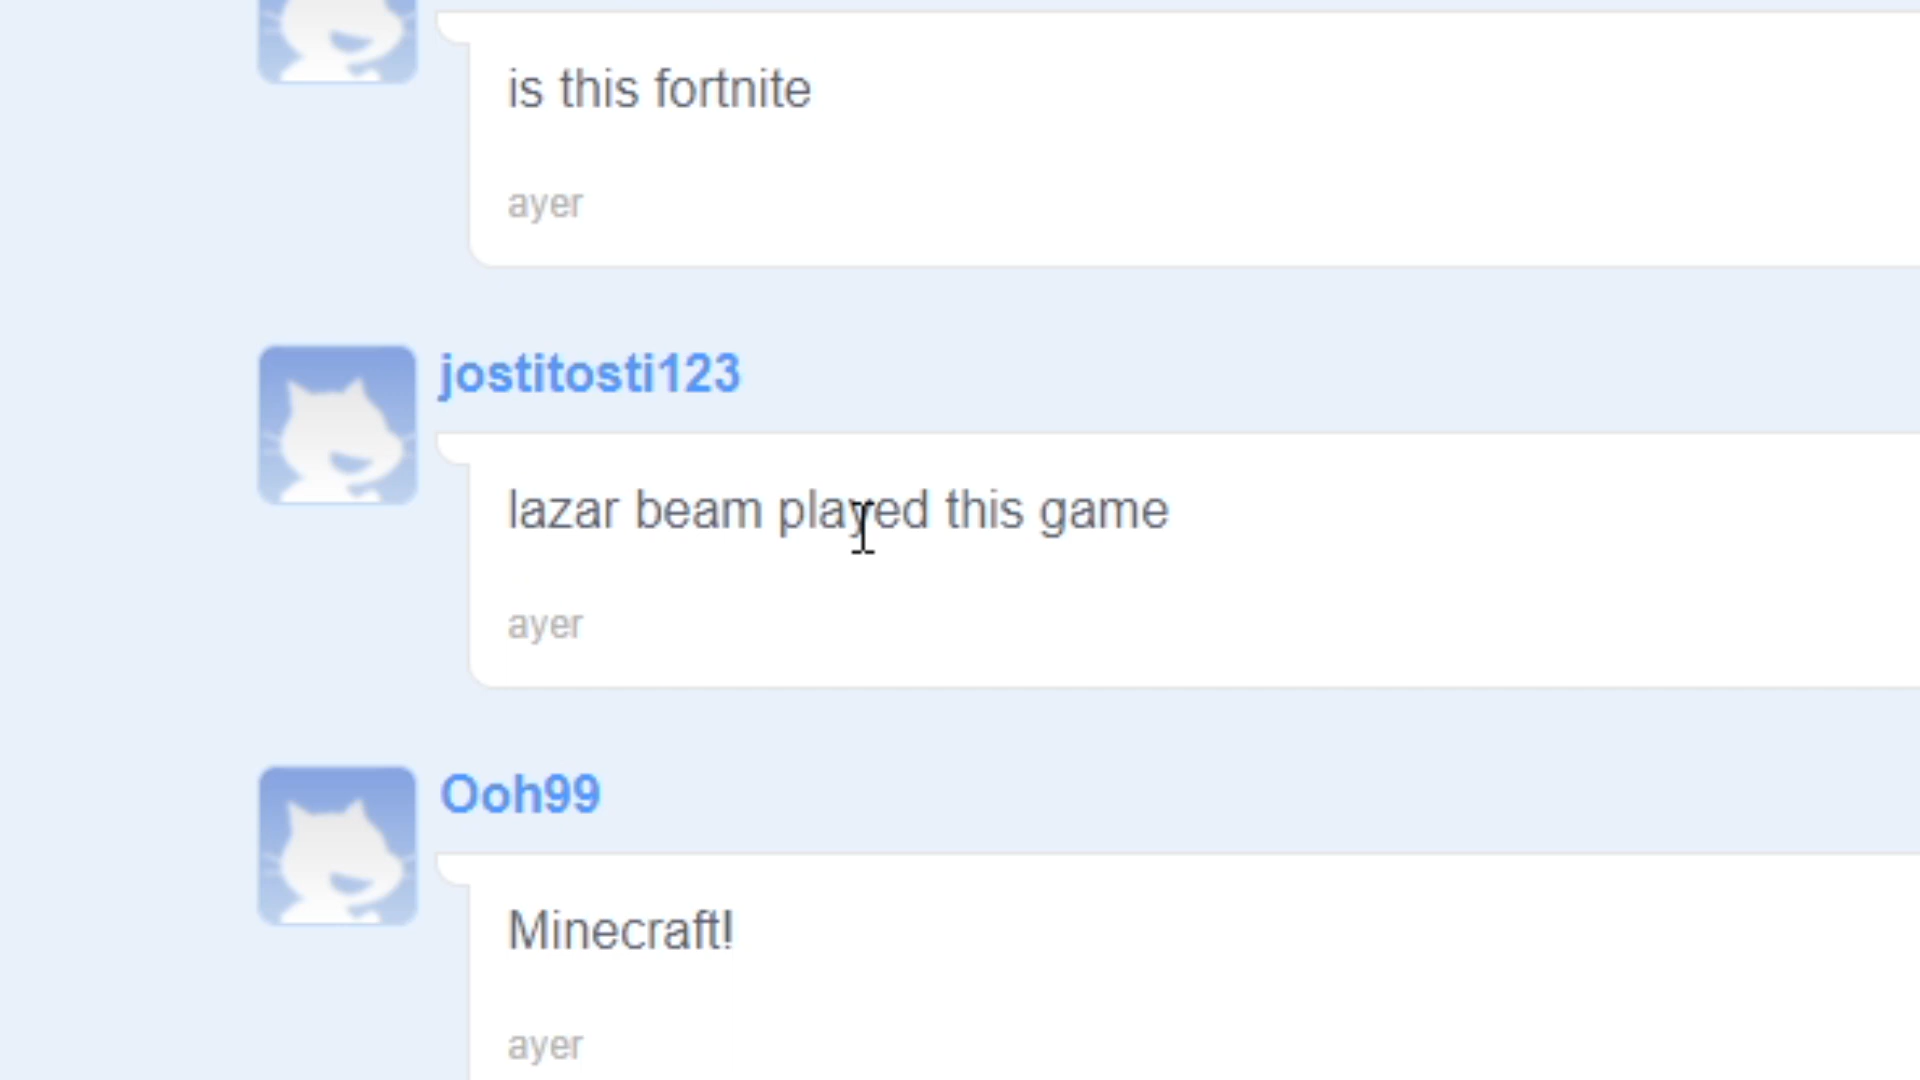 is this fortnite
ayer
jostitosti123
lazar beam played this game
ayer
Ooh99
Minecraft!
ayer